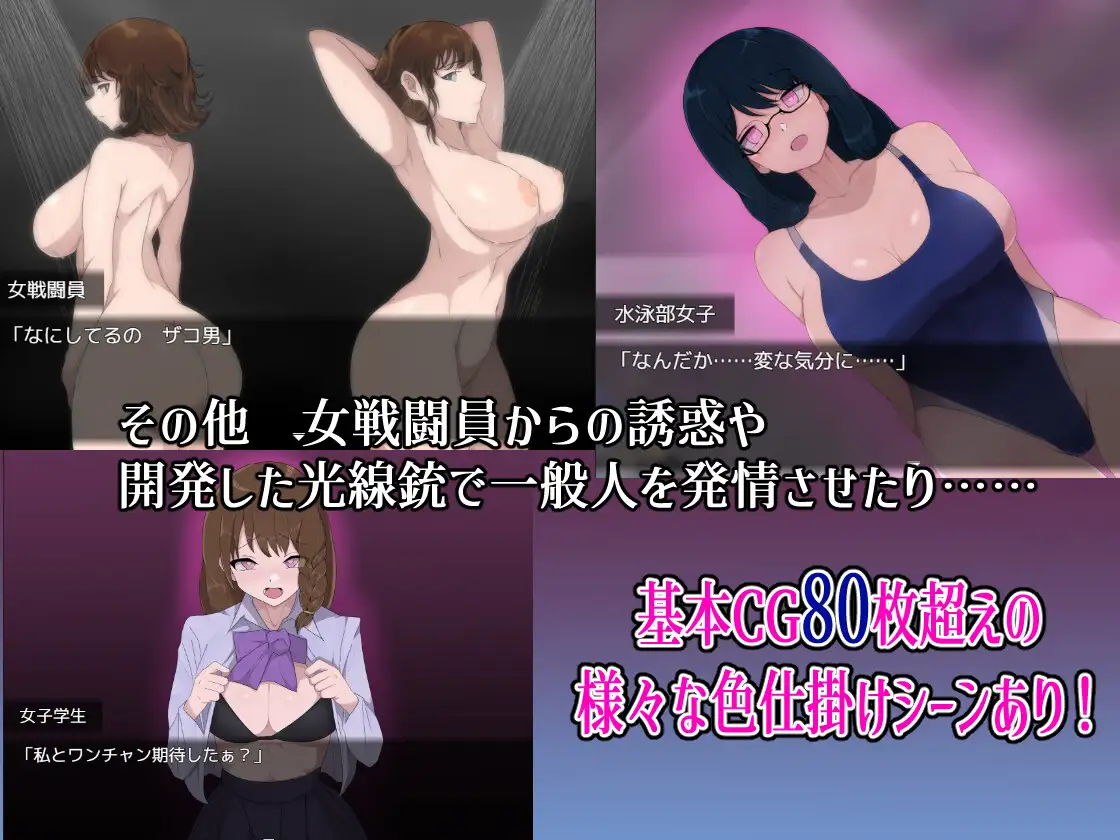 女戦闘員
「なにしてるの　ザコ男」
水泳部女子
「なんだか……変な気分に……」
その他　女戦闘員からの誘惑や
開発した光線銃で一般人を発情させたり……
女子学生
「私とワンチャン期待したぁ？」
基本CG80枚超えの
様々な色仕掛けシーンあり！